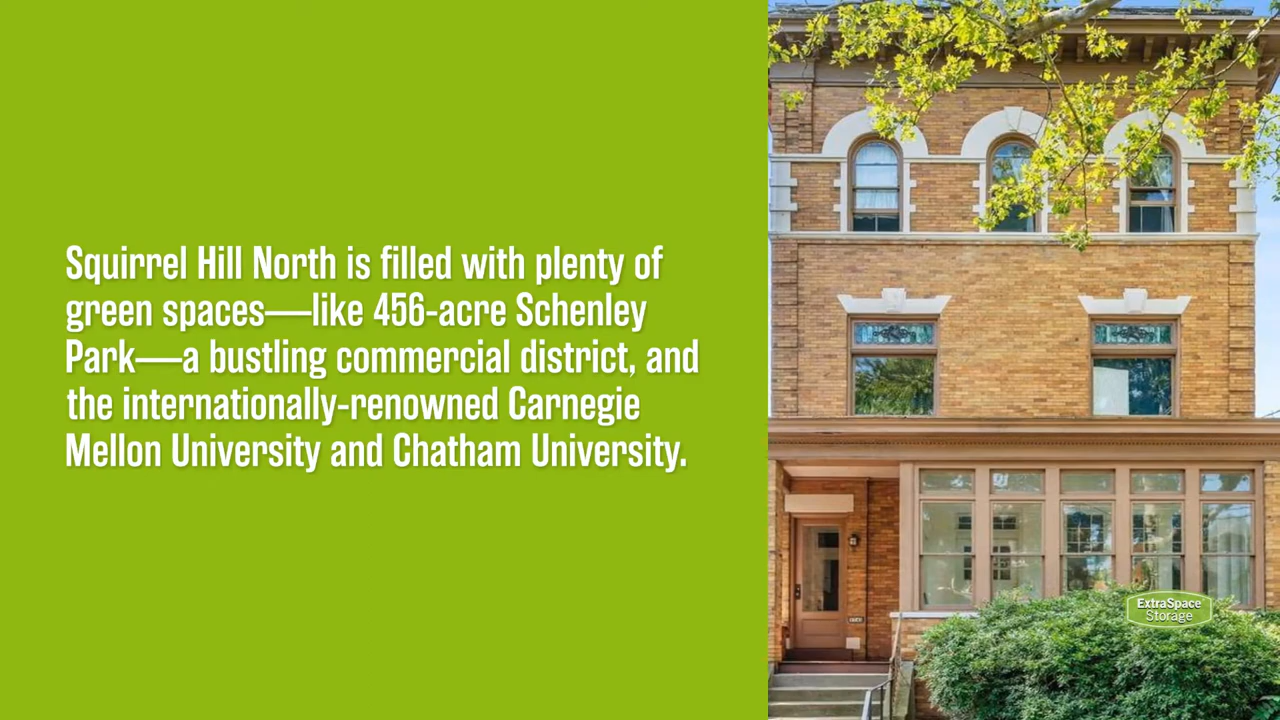 Squirrel Hill North is filled with plenty of
green spaces—like 456-acre Schenley
Park—a bustling commercial district, and
the internationally-renowned Carnegie
Mellon University and Chatham University.
ExtraSpace
Storage